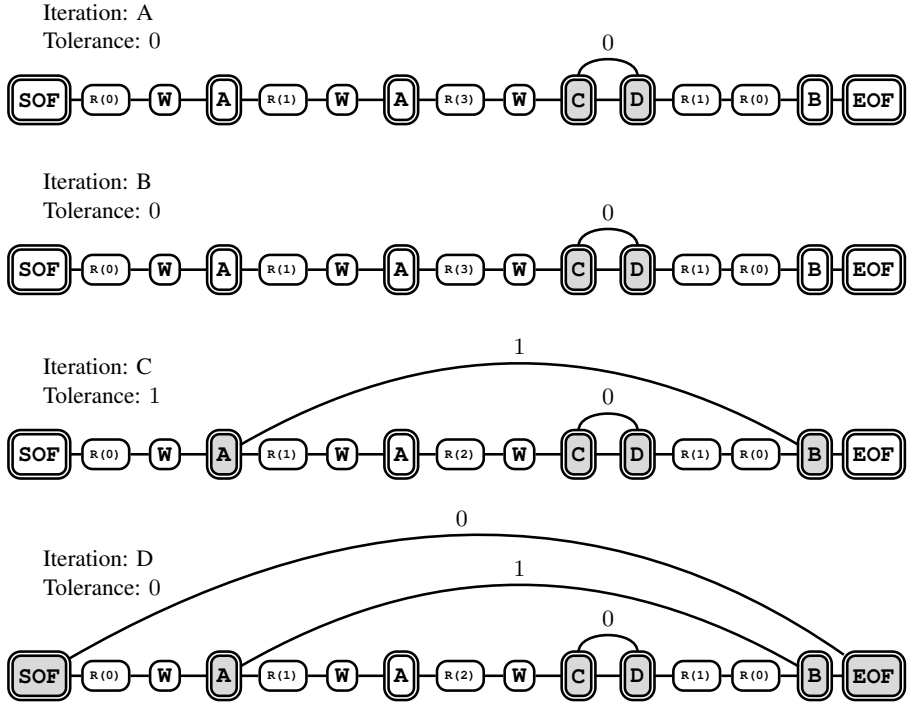 Iteration: A
Tolerance: 0
0
SOF R(0) W A R(1) W A R(3) W C D R(1) R(0) B EOF
Iteration: B
Tolerance: 0
0
SOF R(0) W A R(1) W A R(3) W C D R(1) R(0) B EOF
1
Iteration: C
Tolerance: 1
0
SOF R(0) W A R(1) W A R(2) W C D R(1) R(0) B EOF
0
Iteration: D
1
Tolerance: 0
0
SOF R(0) W A R(1) W A R(2) W C D R(1) R(0) B EOF